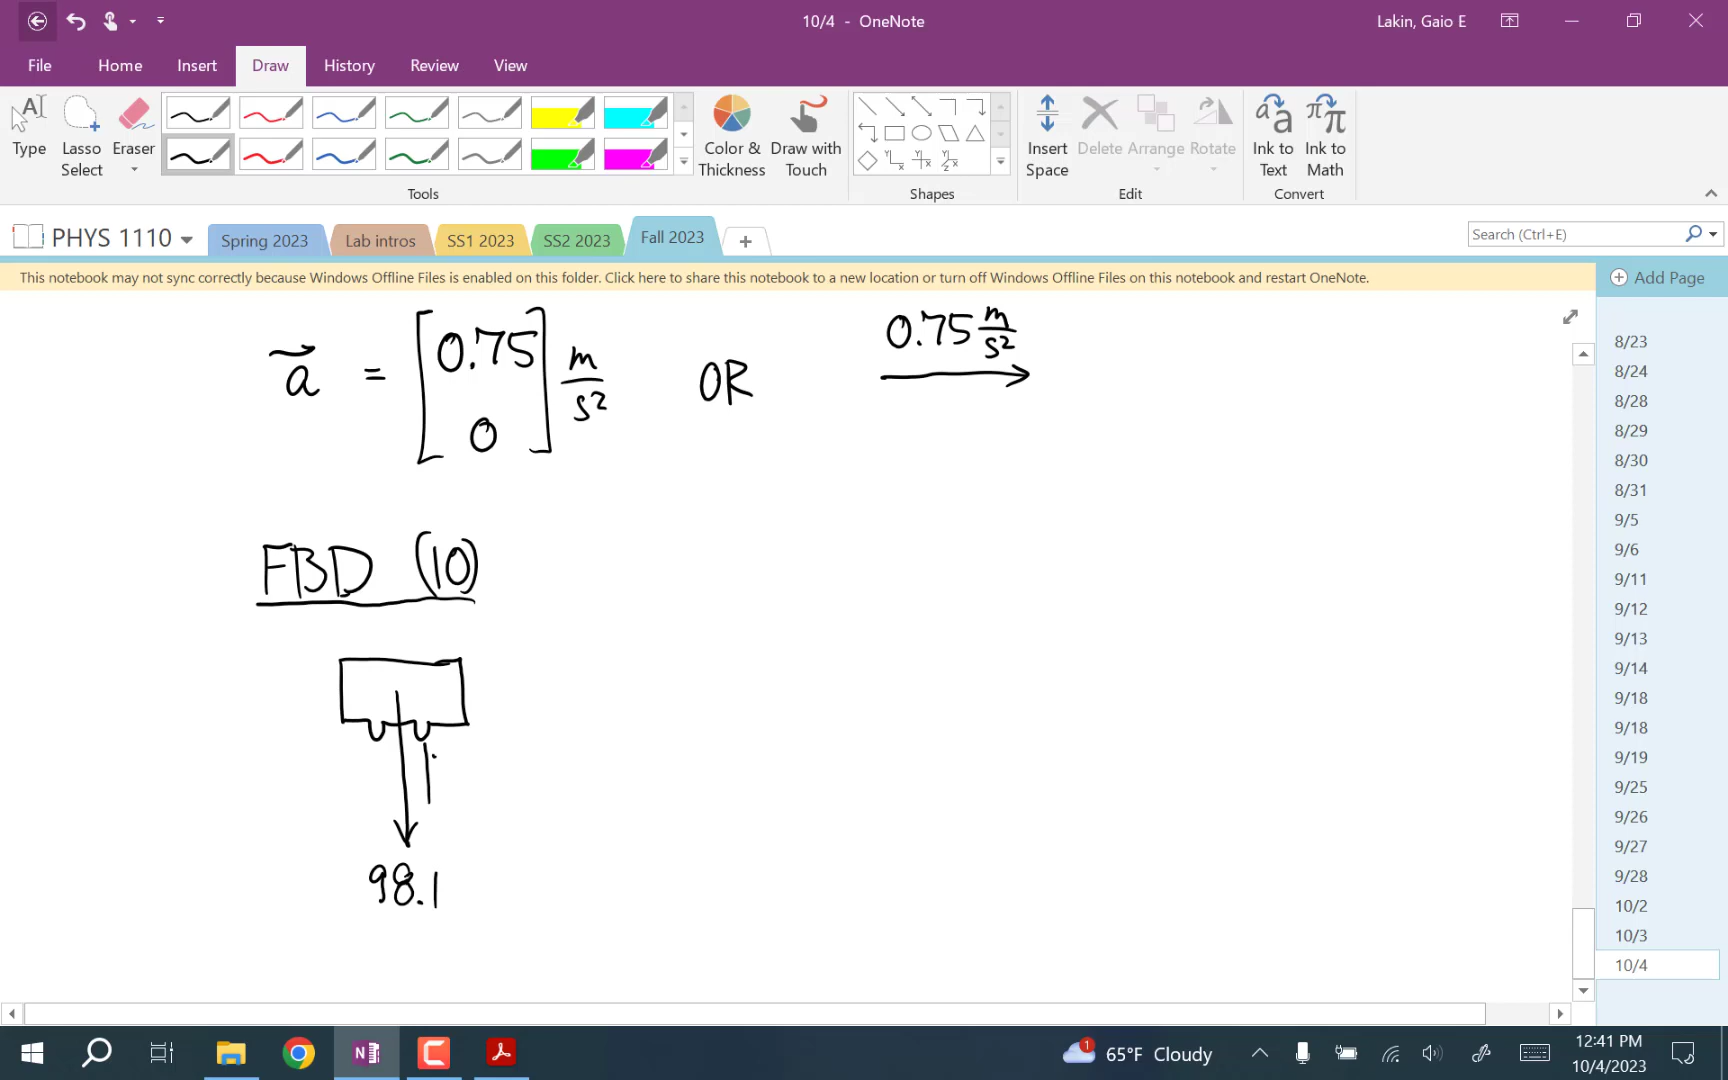 10/4 - OneNote
Lakin, Gaio E
File Home Insert Draw History Review View
Type
Lasso Select
Eraser
Color & Thickness
Draw with Touch
Insert Space
Delete
Arrange
Rotate
Ink to Text
Ink to Math
Tools
Shapes
Edit
Convert
PHYS 1110
Spring 2023
Lab intros
SS1 2023
SS2 2023
Fall 2023
Search (Ctrl+E)
This notebook may not sync correctly because Windows Offline Files is enabled on this folder. Click here to share this notebook to a new location or turn off Windows Offline Files on this notebook and restart OneNote.
Add Page
a = [0.75 0] m/s² OR 0.75 m/s²
FBD (10)
98.1
8/23
8/24
8/28
8/29
8/30
8/31
9/5
9/6
9/11
9/12
9/13
9/14
9/18
9/18
9/19
9/25
9/26
9/27
9/28
10/2
10/3
10/4
1
65°F Cloudy
12:41 PM
10/4/2023